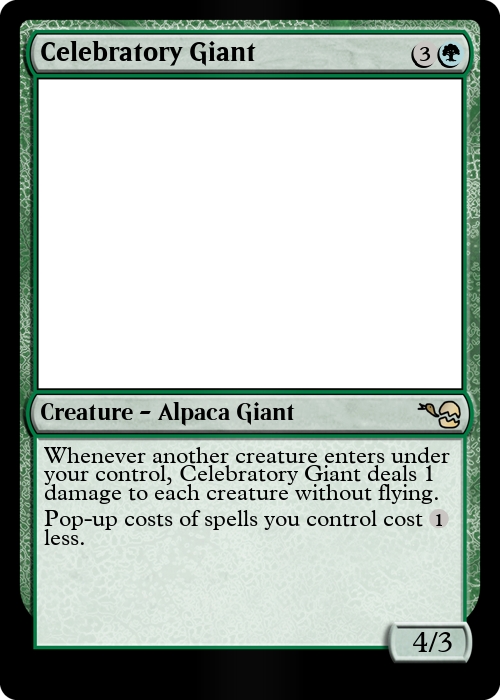 Celebratory Giant 3
Creature – Alpaca Giant
Whenever another creature enters under
your control, Celebratory Giant deals 1
damage to each creature without flying.
Pop-up costs of spells you control cost 1
less.
4/3